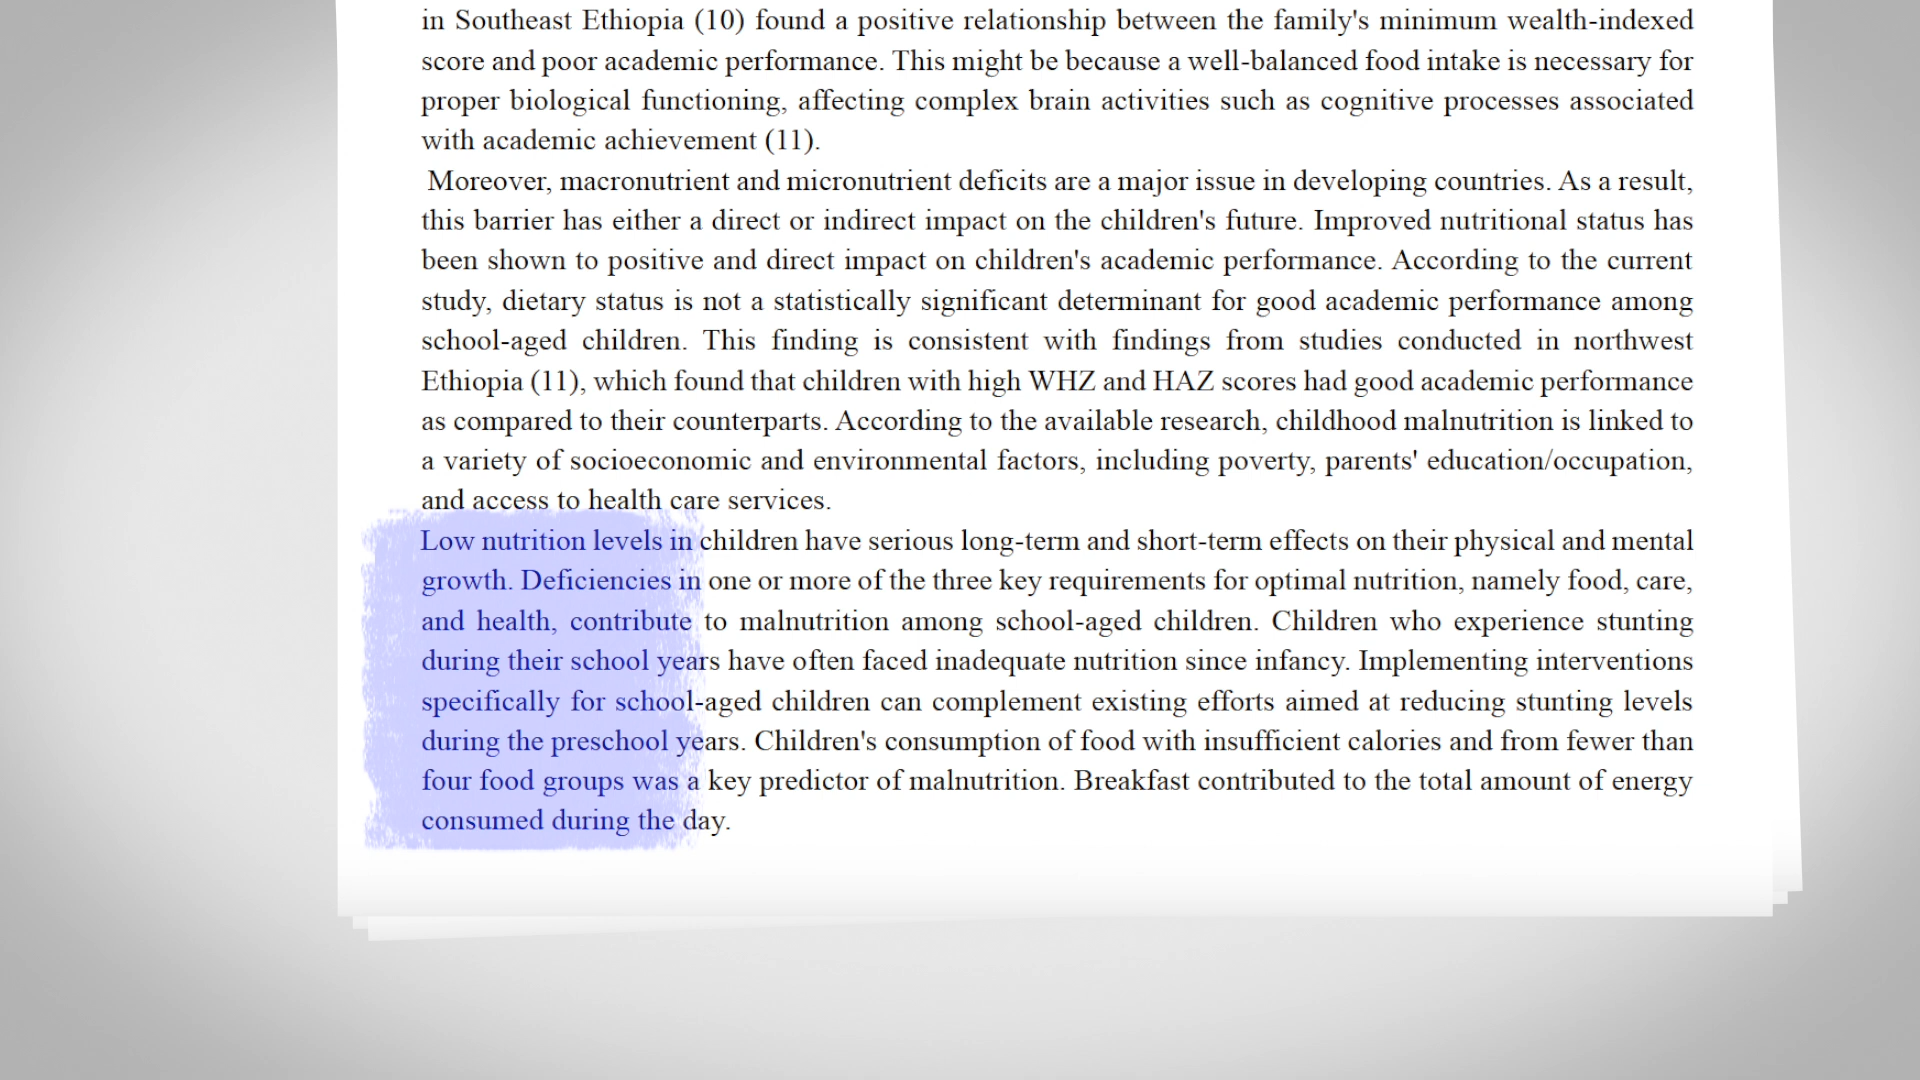 in Southeast Ethiopia (10) found a positive relationship between the family's minimum wealth-indexed
score and poor academic performance. This might be because a well-balanced food intake is necessary for
proper biological functioning, affecting complex brain activities such as cognitive processes associated
with academic achievement (11).
Moreover, macronutrient and micronutrient deficits are a major issue in developing countries. As a result,
this barrier has either a direct or indirect impact on the children's future. Improved nutritional status has
been shown to positive and direct impact on children's academic performance. According to the current
study, dietary status is not a statistically significant determinant for good academic performance among
school-aged children. This finding is consistent with findings from studies conducted in northwest
Ethiopia (11), which found that children with high WHZ and HAZ scores had good academic performance
as compared to their counterparts. According to the available research, childhood malnutrition is linked to
a variety of socioeconomic and environmental factors, including poverty, parents' education/occupation,
and access to health care services.
Low nutrition levels in children have serious long-term and short-term effects on their physical and mental
growth. Deficiencies in one or more of the three key requirements for optimal nutrition, namely food, care,
and health, contribute to malnutrition among school-aged children. Children who experience stunting
during their school years have often faced inadequate nutrition since infancy. Implementing interventions
specifically for school-aged children can complement existing efforts aimed at reducing stunting levels
during the preschool years. Children's consumption of food with insufficient calories and from fewer than
four food groups was a key predictor of malnutrition. Breakfast contributed to the total amount of energy
consumed during the day.